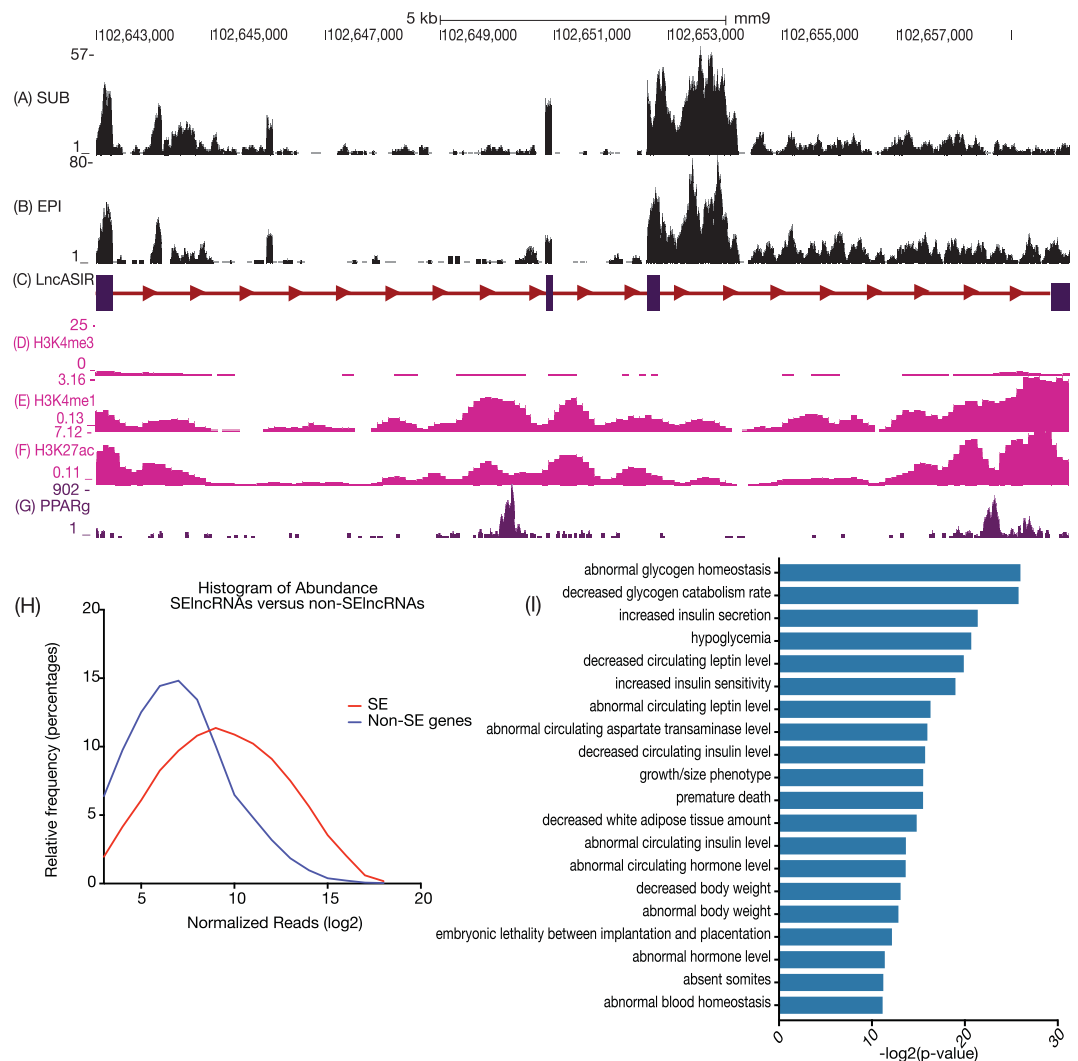 5 kb mm9
102,643,000 102,645,000 102,647,000 102,649,000 102,651,000 102,653,000 102,655,000 102,657,000
57-
(A) SUB
1_
80-
(B) EPI
1_
(C) LncASIR
25 -
(D) H3K4me3
0 -
3.16 -
(E) H3K4me1
0.13 _
7.12 -
(F) H3K27ac
0.11 _
902 -
(G) PPARg
1 _
(H)
Histogram of Abundance
SElncRNAs versus non-SElncRNAs
Relative frequency (percentages)
20
15
10
5
0
SE
Non-SE genes
5 10 15 20
Normalized Reads (log2)
(I)
abnormal glycogen homeostasis
decreased glycogen catabolism rate
increased insulin secretion
hypoglycemia
decreased circulating leptin level
increased insulin sensitivity
abnormal circulating leptin level
abnormal circulating aspartate transaminase level
decreased circulating insulin level
growth/size phenotype
premature death
decreased white adipose tissue amount
abnormal circulating insulin level
abnormal circulating hormone level
decreased body weight
abnormal body weight
embryonic lethality between implantation and placentation
abnormal hormone level
absent somites
abnormal blood homeostasis
0 10 20 30
-log2(p-value)